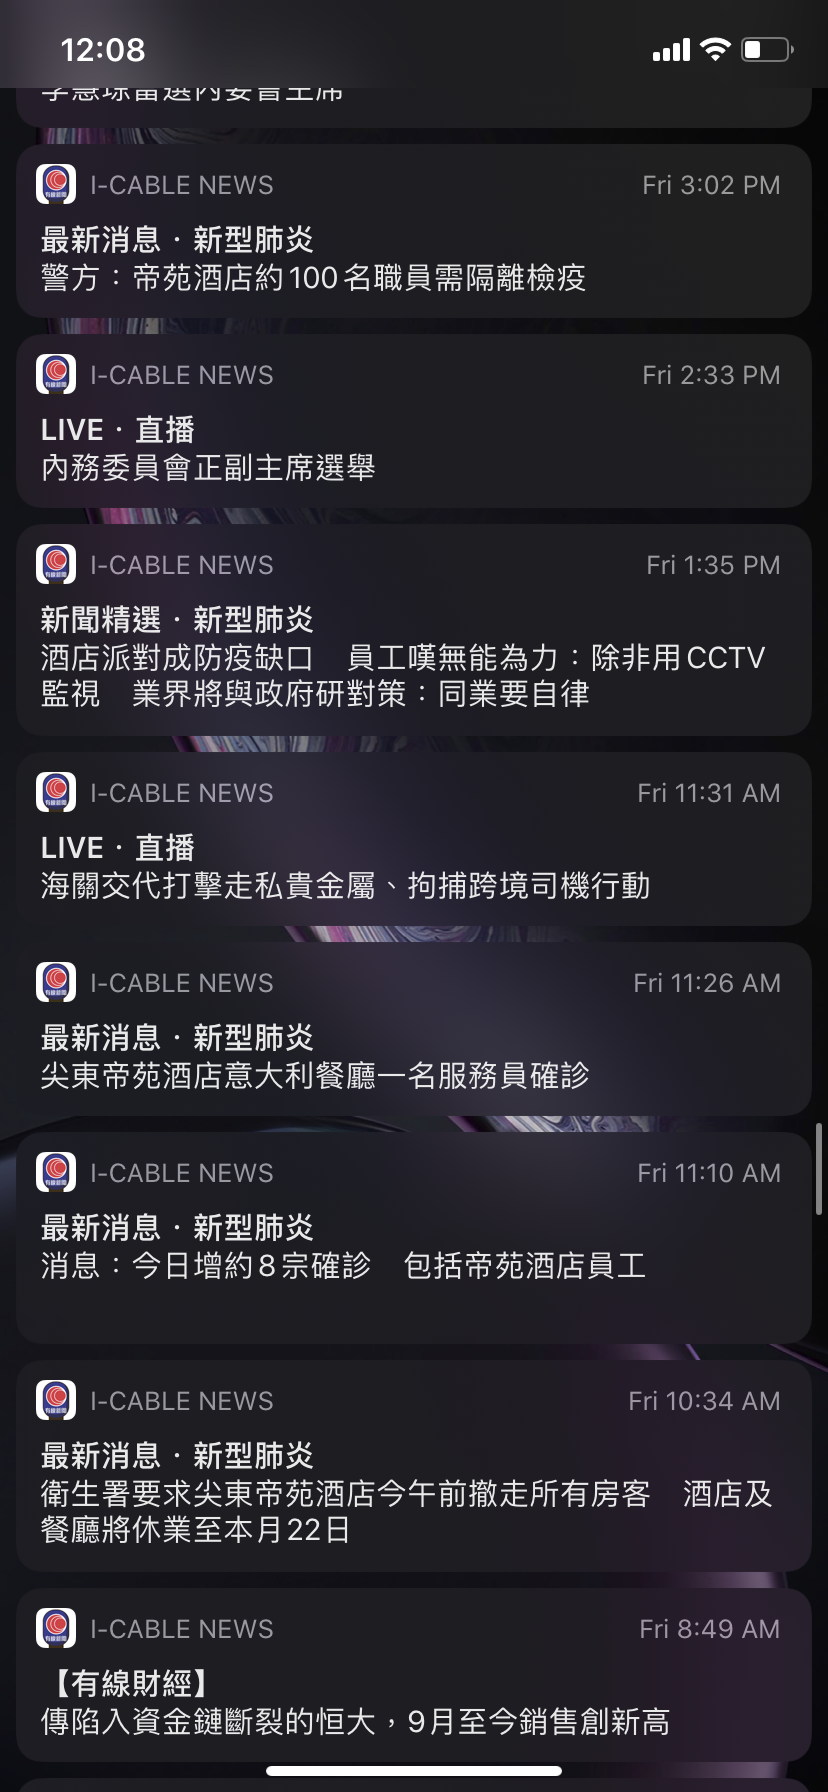 12:08
李慧琼當選內委會主席
I-CABLE NEWS Fri 3:02 PM
最新消息．新型肺炎
警方：帝苑酒店約100名職員需隔離檢疫
I-CABLE NEWS Fri 2:33 PM
LIVE．直播
內務委員會正副主席選舉
I-CABLE NEWS Fri 1:35 PM
新聞精選．新型肺炎
酒店派對成防疫缺口　員工嘆無能為力：除非用CCTV
監視　業界將與政府研對策：同業要自律
I-CABLE NEWS Fri 11:31 AM
LIVE．直播
海關交代打擊走私貴金屬、拘捕跨境司機行動
I-CABLE NEWS Fri 11:26 AM
最新消息．新型肺炎
尖東帝苑酒店意大利餐廳一名服務員確診
I-CABLE NEWS Fri 11:10 AM
最新消息．新型肺炎
消息：今日增約8宗確診　包括帝苑酒店員工
I-CABLE NEWS Fri 10:34 AM
最新消息．新型肺炎
衛生署要求尖東帝苑酒店今午前撤走所有房客　酒店及
餐廳將休業至本月22日
I-CABLE NEWS Fri 8:49 AM
【有線財經】
傳陷入資金鏈斷裂的恒大，9月至今銷售創新高